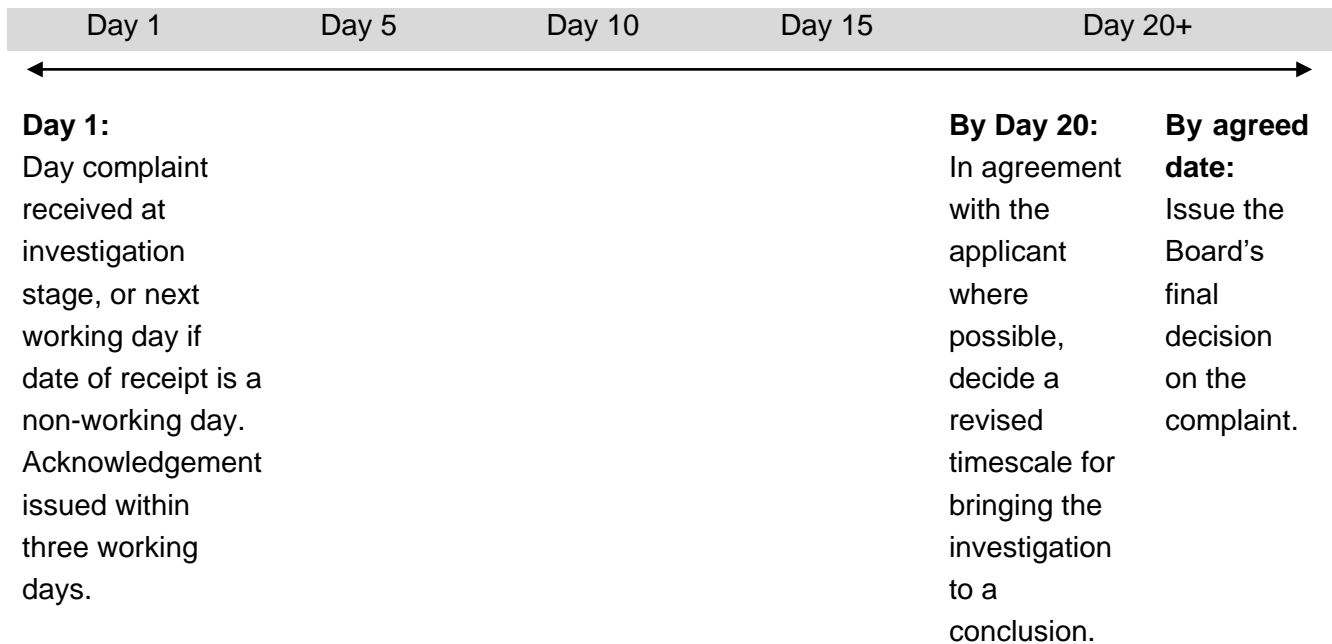 Day 1 Day 5 Day 10 Day 15 Day 20+
Day 1:
Day complaint
received at
investigation
stage, or next
working day if
date of receipt is a
non-working day.
Acknowledgement
issued within
three working
days.
By Day 20:
In agreement
with the
applicant
where
possible,
decide a
revised
timescale for
bringing the
investigation
to a
conclusion.
By agreed
date:
Issue the
Board’s
final
decision
on the
complaint.